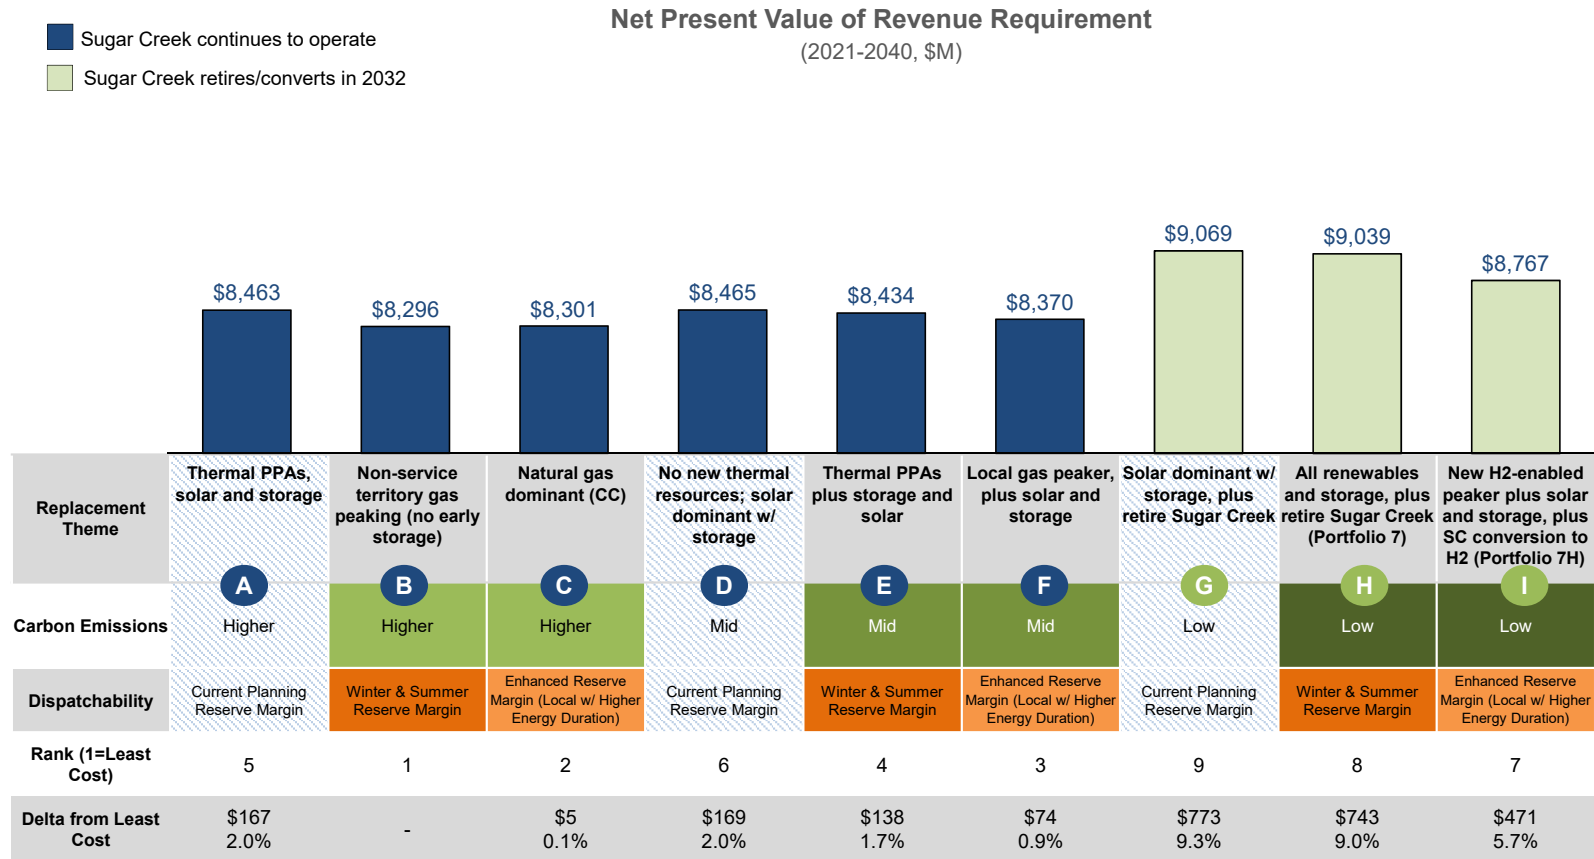 Net Present Value of Revenue Requirement
(2021-2040, $M)
Sugar Creek continues to operate
Sugar Creek retires/converts in 2032
$8,463
$8,296
$8,301
$8,465
$8,434
$8,370
$9,069
$9,039
$8,767
Replacement
Theme
Thermal PPAs,
solar and storage
Non-service
territory gas
peaking (no early
storage)
Natural gas
dominant (CC)
No new thermal
resources; solar
dominant w/
storage
Thermal PPAs
plus storage and
solar
Local gas peaker,
plus solar and
storage
Solar dominant w/
storage, plus
retire Sugar Creek
All renewables
and storage, plus
retire Sugar Creek
(Portfolio 7)
New H2-enabled
peaker plus solar
and storage, plus
SC conversion to
H2 (Portfolio 7H)
A
B
C
D
E
F
G
H
I
Carbon Emissions
Higher
Higher
Higher
Mid
Mid
Mid
Low
Low
Low
Dispatchability
Current Planning
Reserve Margin
Winter & Summer
Reserve Margin
Enhanced Reserve
Margin (Local w/ Higher
Energy Duration)
Current Planning
Reserve Margin
Winter & Summer
Reserve Margin
Enhanced Reserve
Margin (Local w/ Higher
Energy Duration)
Current Planning
Reserve Margin
Winter & Summer
Reserve Margin
Enhanced Reserve
Margin (Local w/ Higher
Energy Duration)
Rank (1=Least
Cost)
5
1
2
6
4
3
9
8
7
Delta from Least
Cost
$167
2.0%
-
$5
0.1%
$169
2.0%
$138
1.7%
$74
0.9%
$773
9.3%
$743
9.0%
$471
5.7%